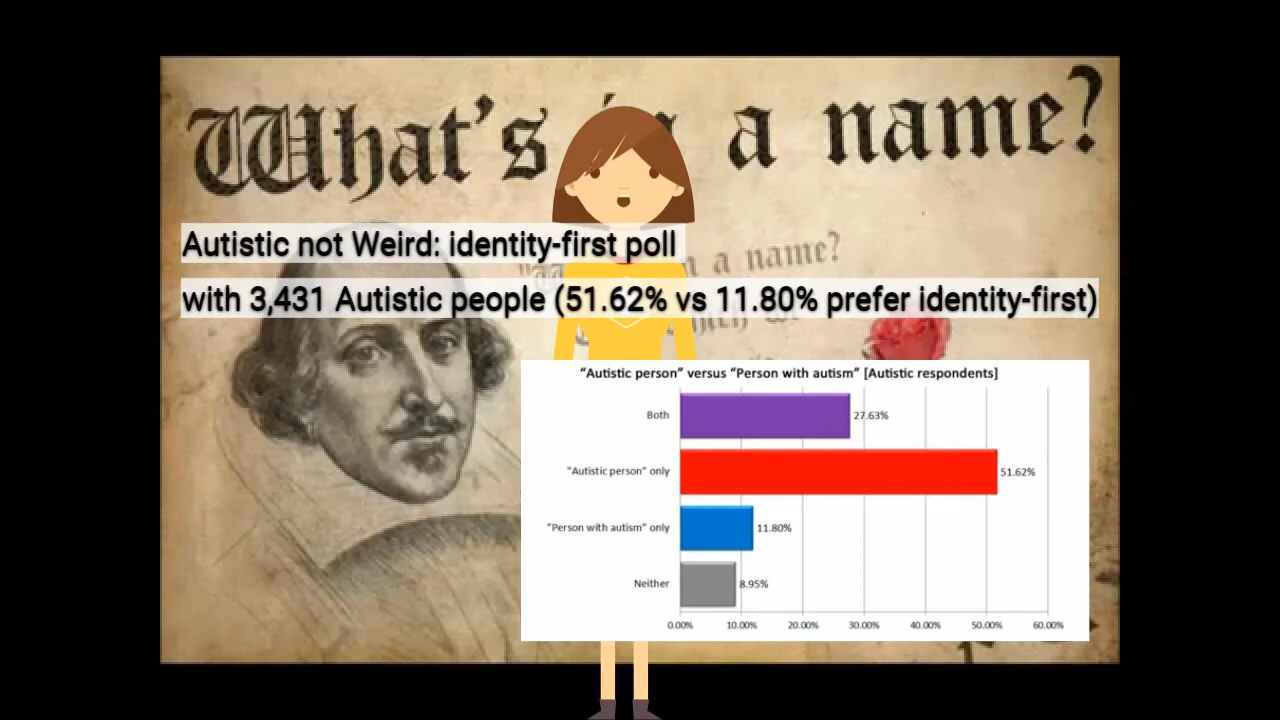 What's in a name?
Autistic not Weird: identity-first poll
in a name?
with 3,431 Autistic people (51.62% vs 11.80% prefer identity-first)
"Autistic person" versus "Person with autism" [Autistic respondents]
Both 27.63%
"Autistic person" only 51.62%
"Person with autism" only 11.80%
Neither 8.95%
0.00% 10.00% 20.00% 30.00% 40.00% 50.00% 60.00%